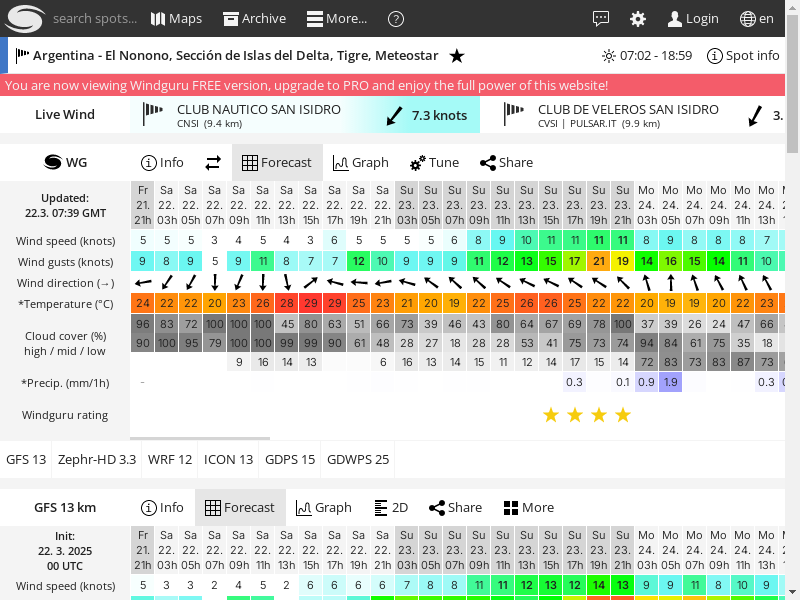 search spots... Maps Archive More... ? Login en
Argentina - El Nonono, Sección de Islas del Delta, Tigre, Meteostar ★ 07:02 - 18:59 Spot info
You are now viewing Windguru FREE version, upgrade to PRO and enjoy the full power of this website!
Live Wind
CLUB NAUTICO SAN ISIDRO
CNSI (9.4 km)
7.3 knots
CLUB DE VELEROS SAN ISIDRO
CVSI | PULSAR.IT (9.9 km)
3.
WG Info Forecast Graph Tune Share
Updated:
22.3. 07:39 GMT
Fr Sa Sa Sa Sa Sa Sa Sa Sa Sa Sa Su Su Su Su Su Su Su Su Su Su Mo Mo Mo Mo Mo Mo
21. 22. 22. 22. 22. 22. 22. 22. 22. 22. 22. 23. 23. 23. 23. 23. 23. 23. 23. 23. 23. 24. 24. 24. 24. 24. 24.
21h 03h 05h 07h 09h 11h 13h 15h 17h 19h 21h 03h 05h 07h 09h 11h 13h 15h 17h 19h 21h 03h 05h 07h 09h 11h 13h
Wind speed (knots) 5 5 5 3 4 5 4 3 6 5 5 5 5 6 8 9 10 11 11 11 11 8 9 8 8 8 7
Wind gusts (knots) 9 8 9 5 9 11 8 7 7 12 10 9 9 9 11 12 13 15 17 21 19 14 16 15 14 11 10
Wind direction (→)
*Temperature (°C) 24 22 22 20 23 26 28 29 29 25 23 21 20 19 22 25 26 26 25 22 22 20 19 19 20 22 23
Cloud cover (%)
high / mid / low
96 83 72 100 100 100 45 80 63 51 66 73 39 46 43 80 64 67 69 78 100 37 39 26 24 47 66
90 100 95 79 100 100 99 99 90 61 48 28 27 18 28 28 53 41 75 73 74 94 84 61 75 35 18
9 16 14 13 6 16 13 14 15 11 12 14 17 15 14 72 83 73 83 87 73
*Precip. (mm/1h) - 0.3 0.1 0.9 1.9 0.3
Windguru rating ★ ★ ★ ★
GFS 13 Zephr-HD 3.3 WRF 12 ICON 13 GDPS 15 GDWPS 25
GFS 13 km Info Forecast Graph 2D Share More
Init:
22. 3. 2025
00 UTC
Fr Sa Sa Sa Sa Sa Sa Sa Sa Sa Sa Su Su Su Su Su Su Su Su Su Su Mo Mo Mo Mo Mo Mo
21. 22. 22. 22. 22. 22. 22. 22. 22. 22. 22. 23. 23. 23. 23. 23. 23. 23. 23. 23. 23. 24. 24. 24. 24. 24. 24.
21h 03h 05h 07h 09h 11h 13h 15h 17h 19h 21h 03h 05h 07h 09h 11h 13h 15h 17h 19h 21h 03h 05h 07h 09h 11h 13h
Wind speed (knots) 5 3 3 2 4 5 2 6 6 6 6 7 8 8 11 11 12 13 12 14 13 9 9 11 8 10 9